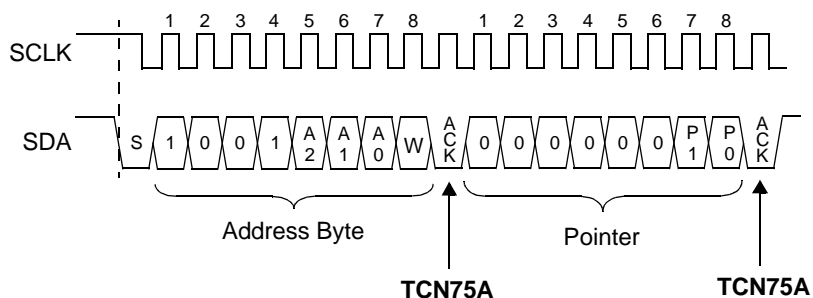 1 2 3 4 5 6 7 8 1 2 3 4 5 6 7 8
SCLK
SDA S 1 0 0 1 A2 A1 A0 W ACK 0 0 0 0 0 0 P1 P0 ACK
Address Byte Pointer
TCN75A TCN75A